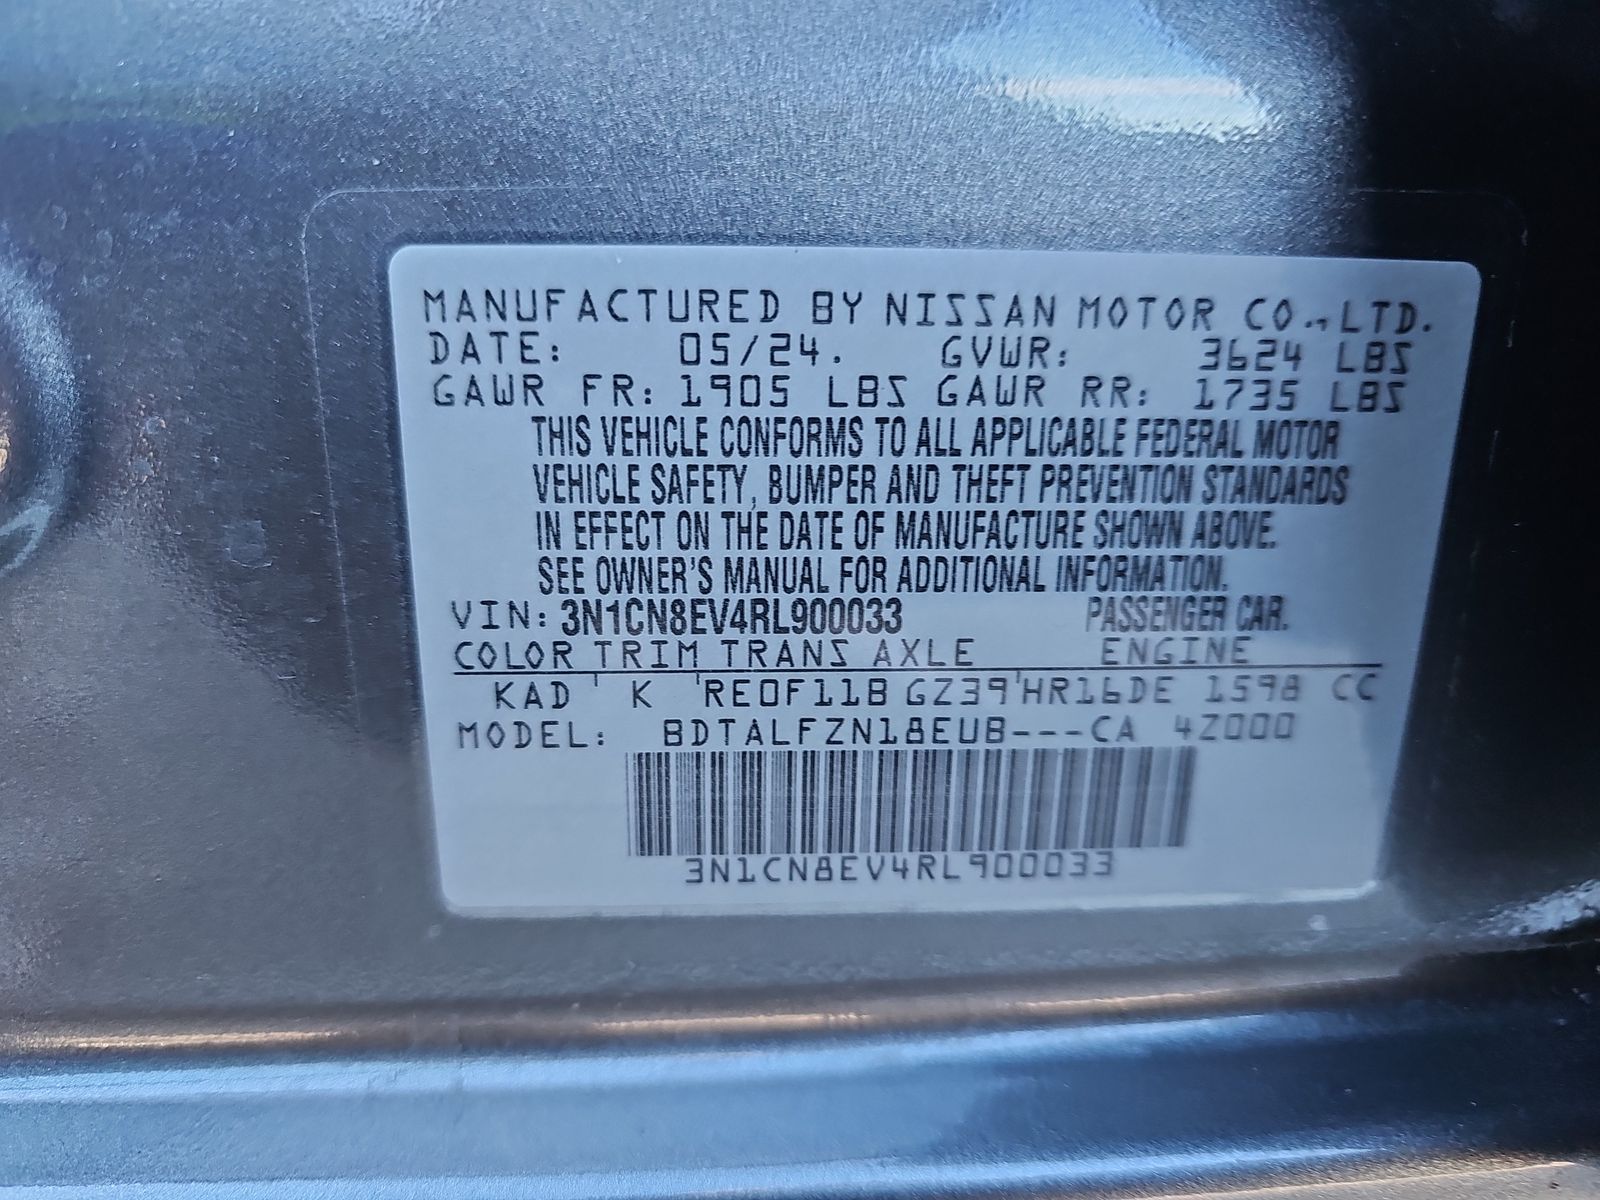 MANUFACTURED BY NISSAN MOTOR CO., LTD.
DATE: 05/24. GVWR: 3624 LBS
GAWR FR: 1905 LBS GAWR RR: 1735 LBS
THIS VEHICLE CONFORMS TO ALL APPLICABLE FEDERAL MOTOR
VEHICLE SAFETY, BUMPER AND THEFT PREVENTION STANDARDS
IN EFFECT ON THE DATE OF MANUFACTURE SHOWN ABOVE.
SEE OWNER'S MANUAL FOR ADDITIONAL INFORMATION.
VIN: 3N1CN8EV4RL900033 PASSENGER CAR.
COLOR TRIM TRANS AXLE ENGINE
KAD ' K 'RE0F11B GZ39'HR16DE 1598 CC
MODEL: BDTALFZN18EUB---CA 4Z000
3N1CN8EV4RL900033